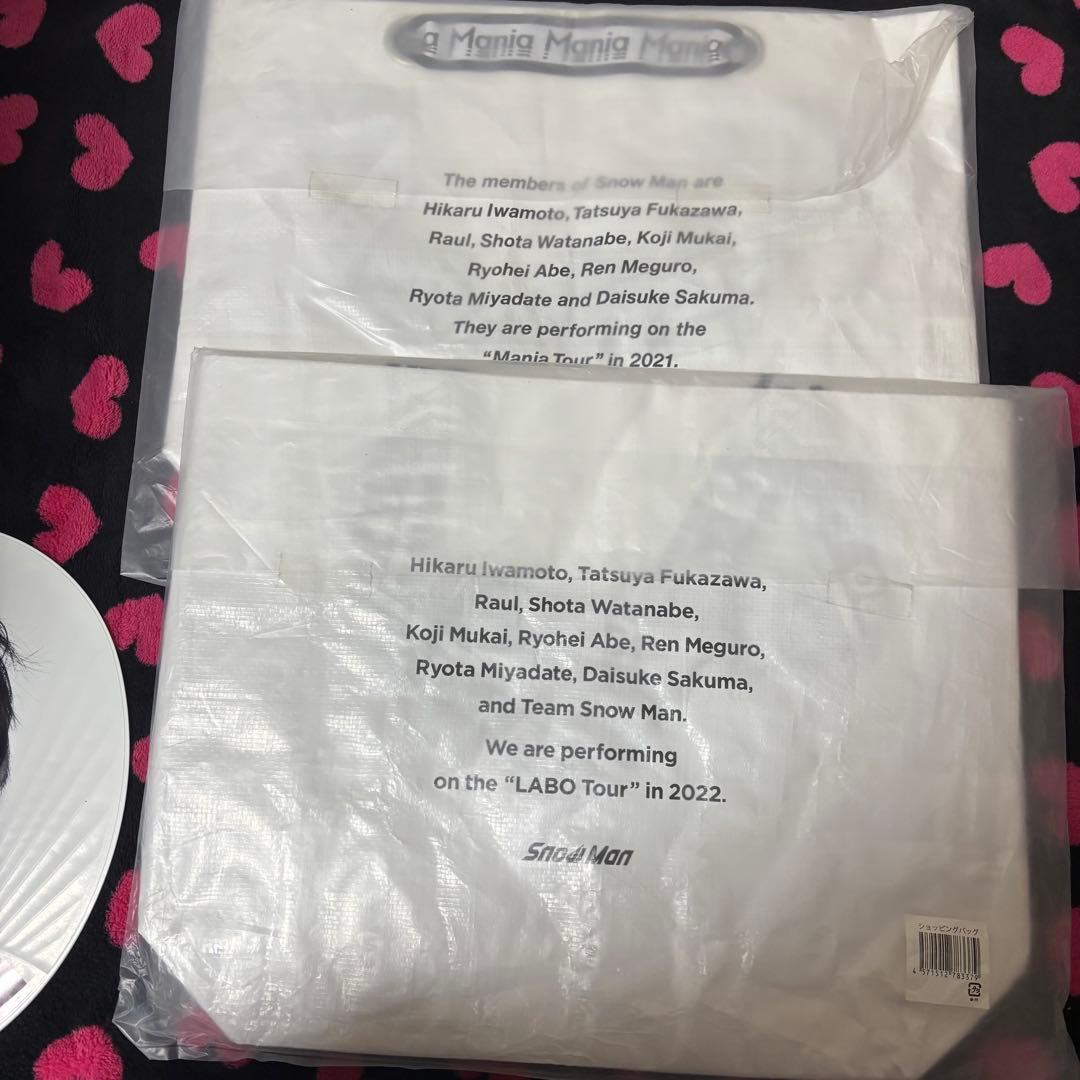 a Mania Mania Mania
The members of Snow Man are
Hikaru Iwamoto, Tatsuya Fukazawa,
Raul, Shota Watanabe, Koji Mukai,
Ryohei Abe, Ren Meguro,
Ryota Miyadate and Daisuke Sakuma.
They are performing on the
“Mania Tour” in 2021.
Hikaru Iwamoto, Tatsuya Fukazawa,
Raul, Shota Watanabe,
Koji Mukai, Ryohei Abe, Ren Meguro,
Ryota Miyadate, Daisuke Sakuma,
and Team Snow Man.
We are performing
on the “LABO Tour” in 2022.
Snow Man
ショッピングバッグ
4 571512 783379